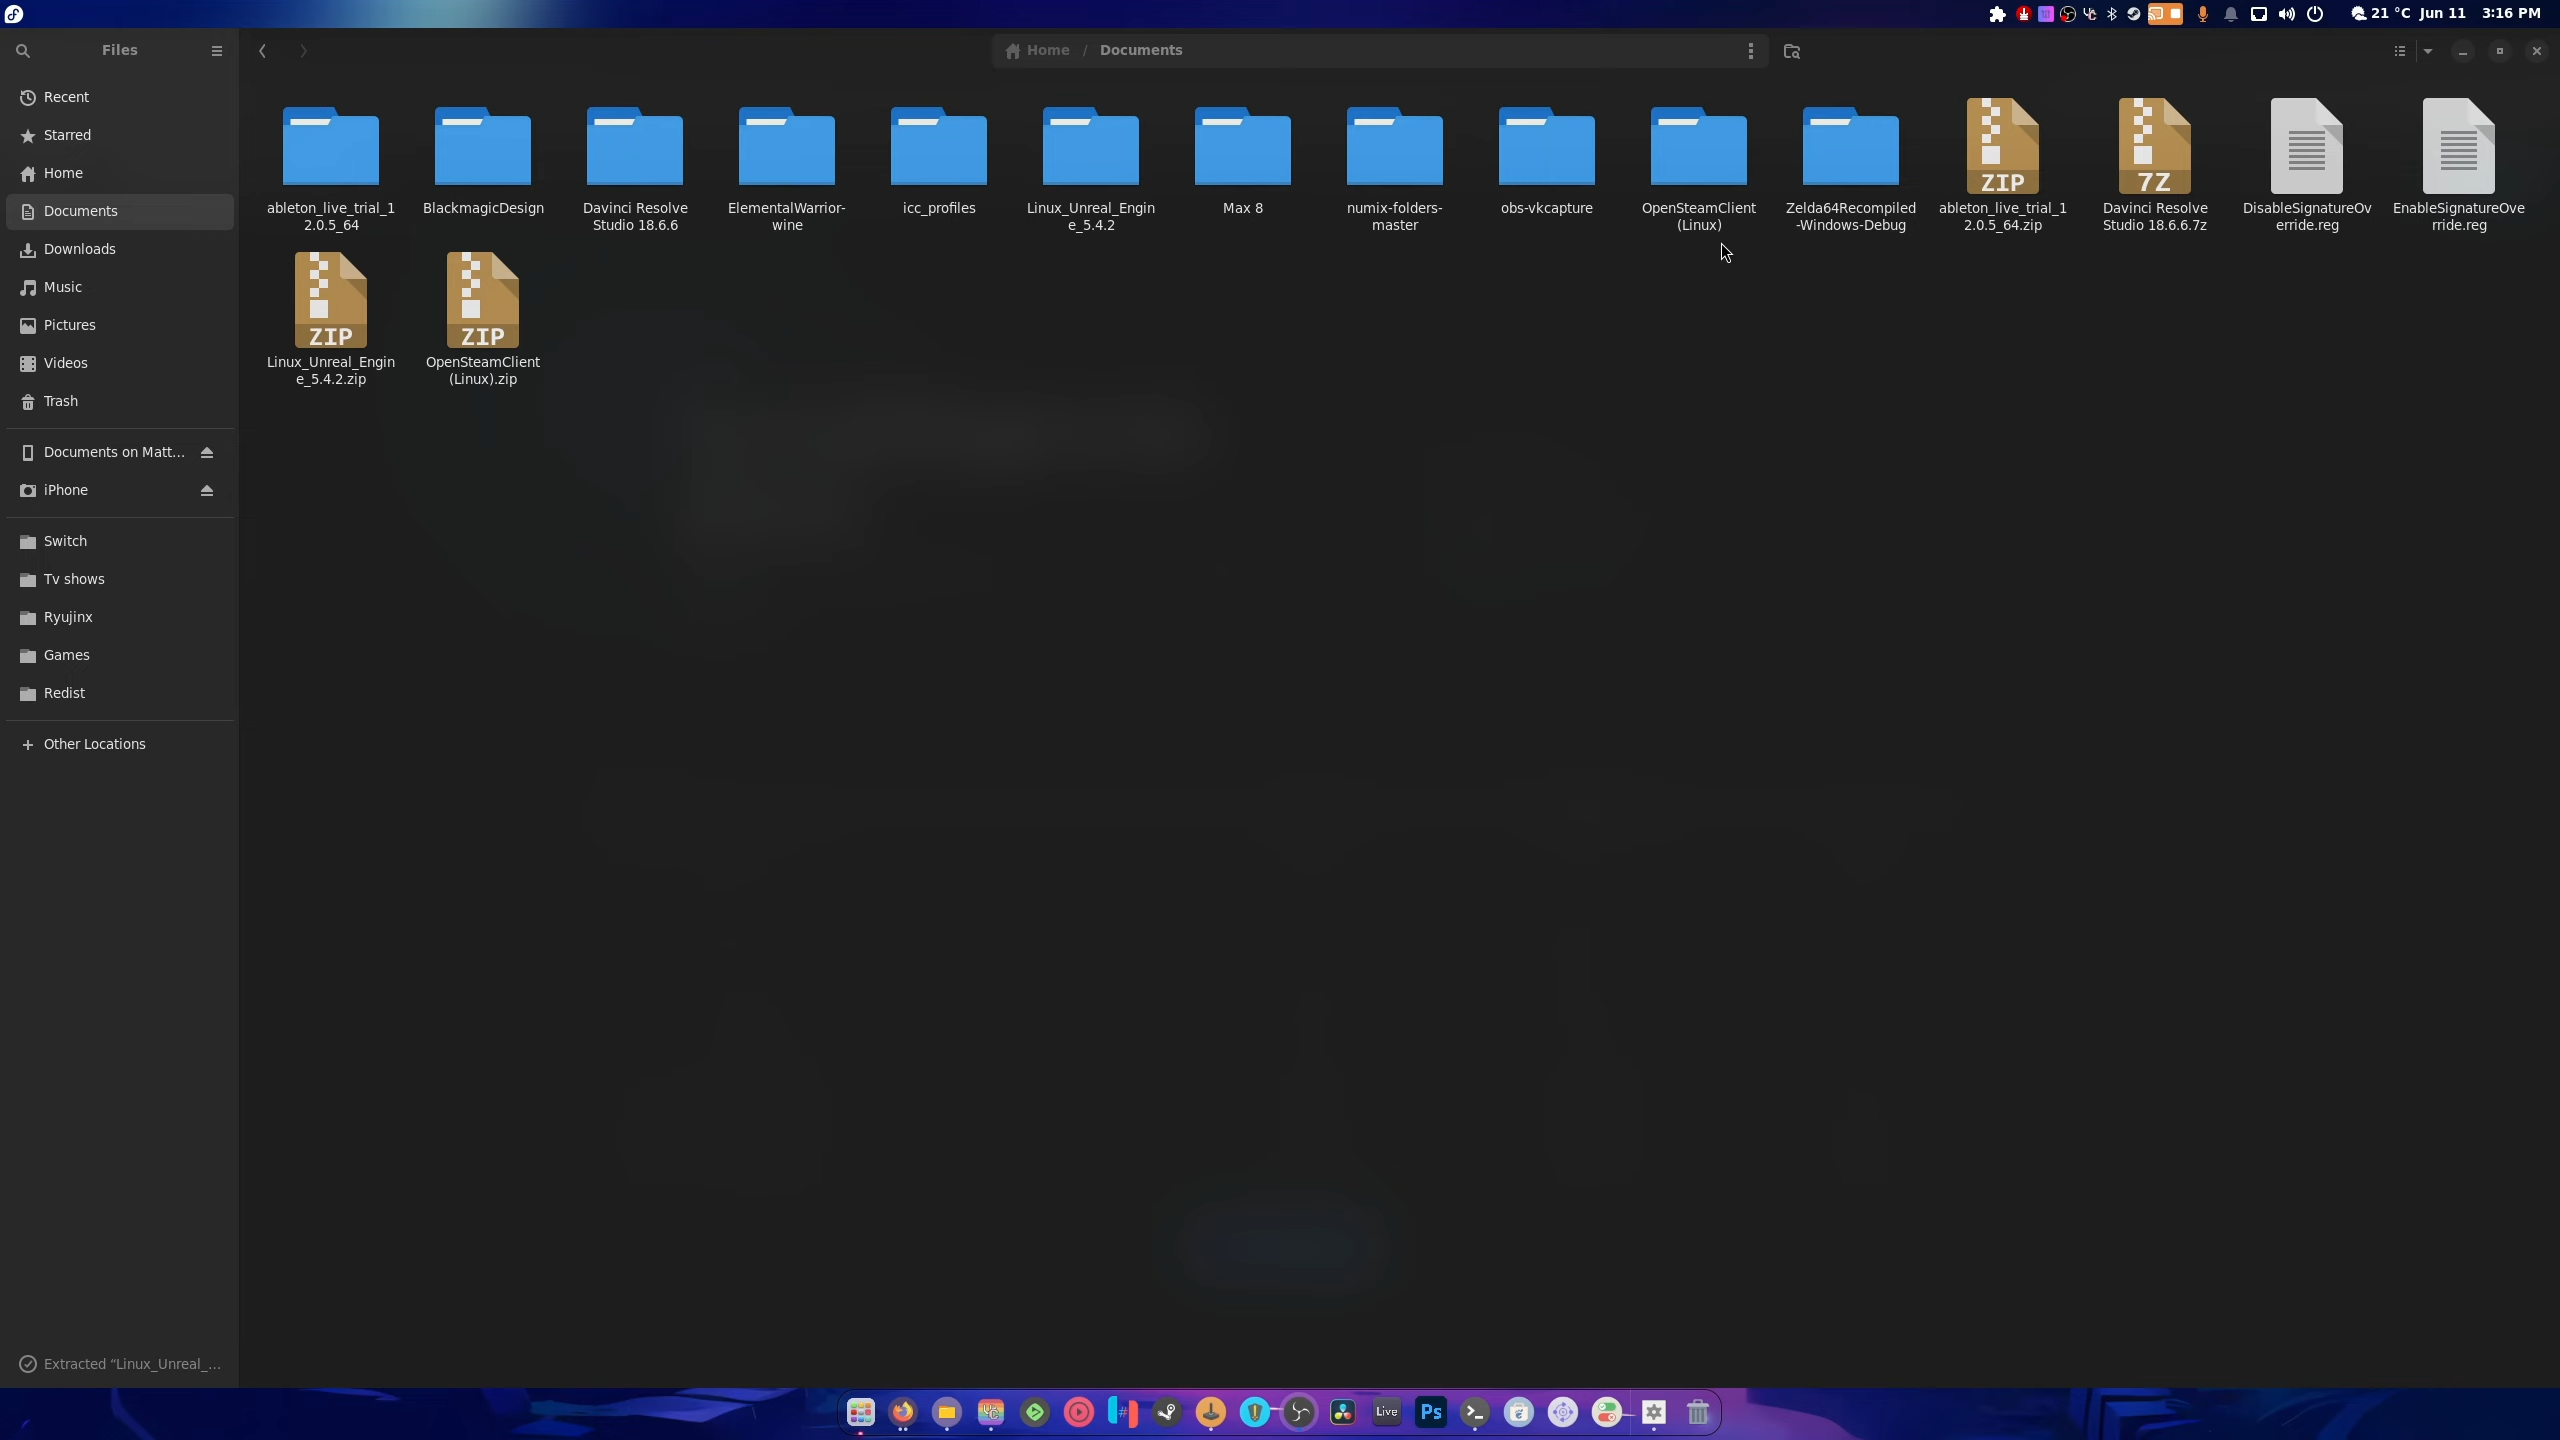 21 °C Jun 11 3:16 PM
Files
Home / Documents
Recent
Starred
Home
Documents
Downloads
Music
Pictures
Videos
Trash
Documents on Matt...
iPhone
Switch
Tv shows
Ryujinx
Games
Redist
Other Locations
Extracted “Linux_Unreal_...
ableton_live_trial_1
2.0.5_64
BlackmagicDesign
Davinci Resolve
Studio 18.6.6
ElementalWarrior-
wine
icc_profiles
Linux_Unreal_Engin
e_5.4.2
Max 8
numix-folders-
master
obs-vkcapture
OpenSteamClient
(Linux)
Zelda64Recompiled
-Windows-Debug
ZIP
ableton_live_trial_1
2.0.5_64.zip
7Z
Davinci Resolve
Studio 18.6.6.7z
DisableSignatureOv
erride.reg
EnableSignatureOve
rride.reg
ZIP
Linux_Unreal_Engin
e_5.4.2.zip
ZIP
OpenSteamClient
(Linux).zip
Live
Ps